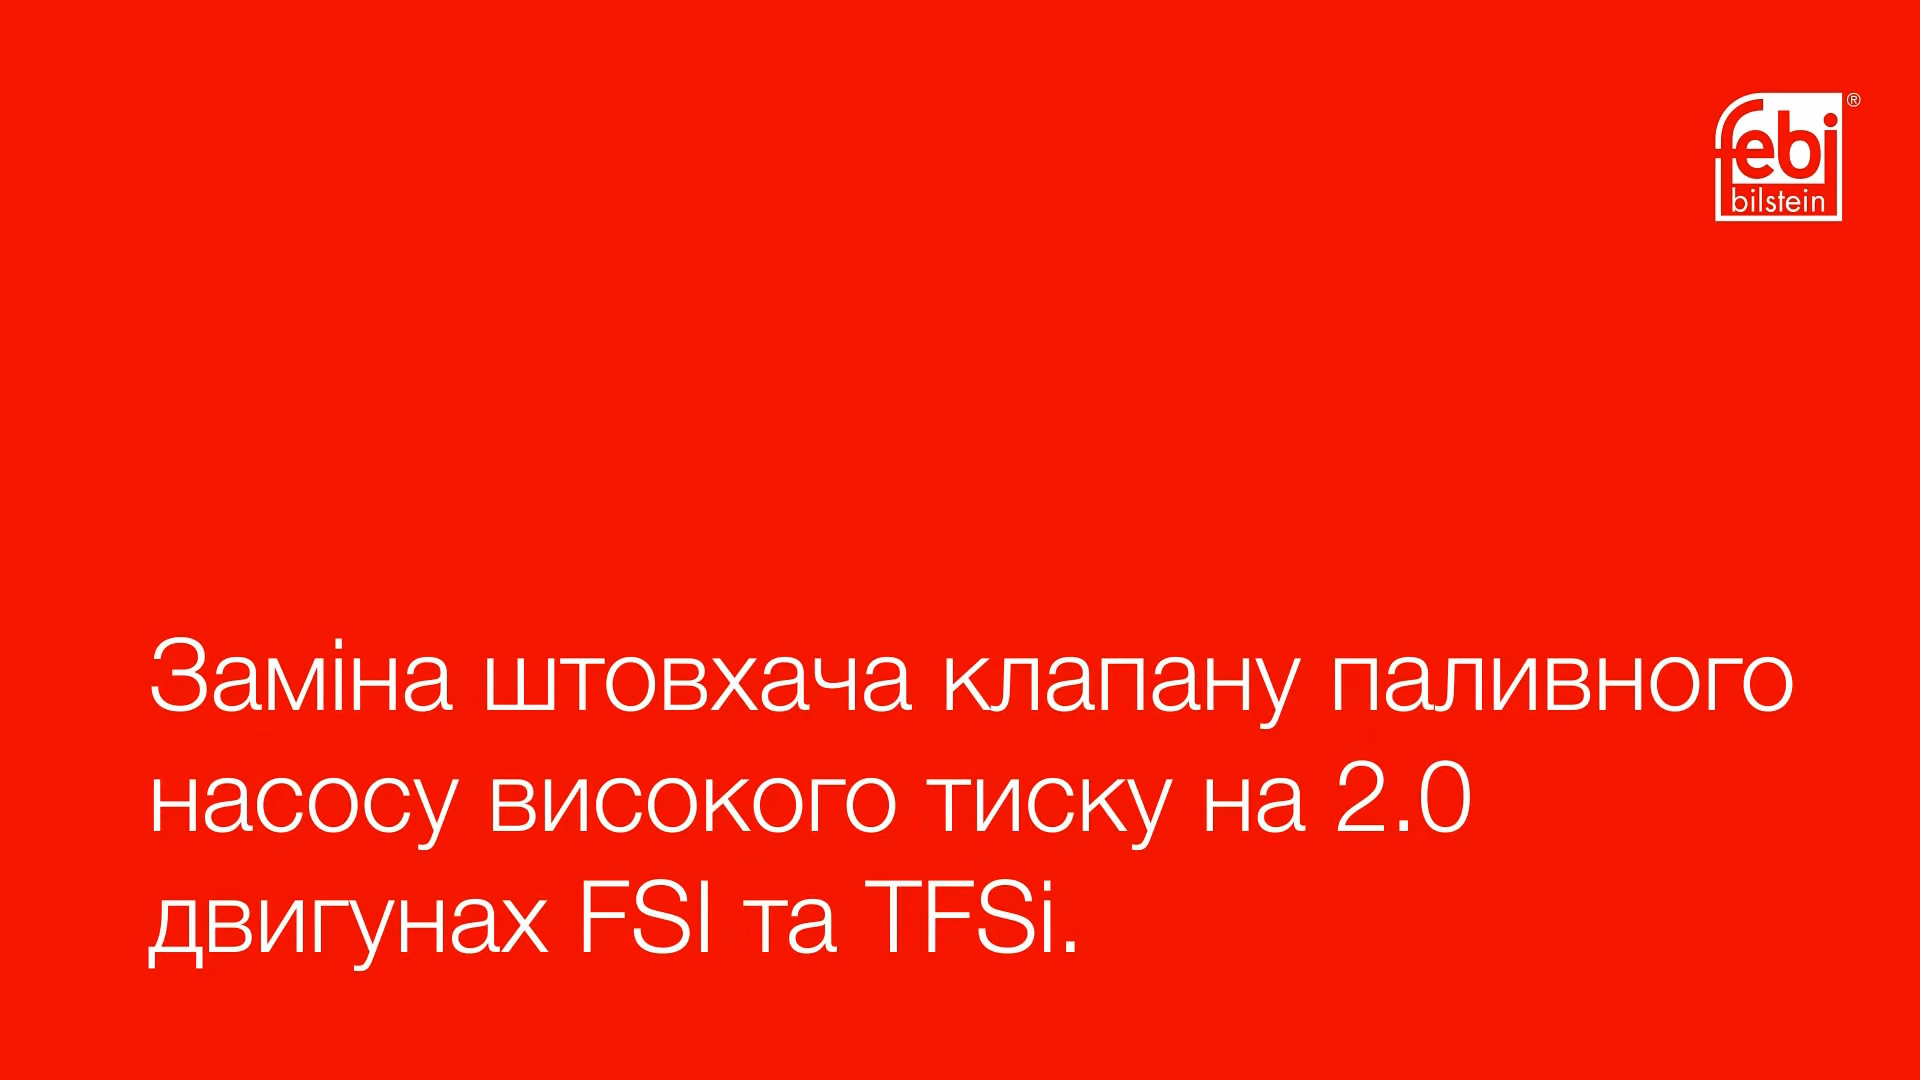 febi
®
bilstein
Заміна штовхача клапану паливного
насосу високого тиску на 2.0
двигунах FSI та TFSi.